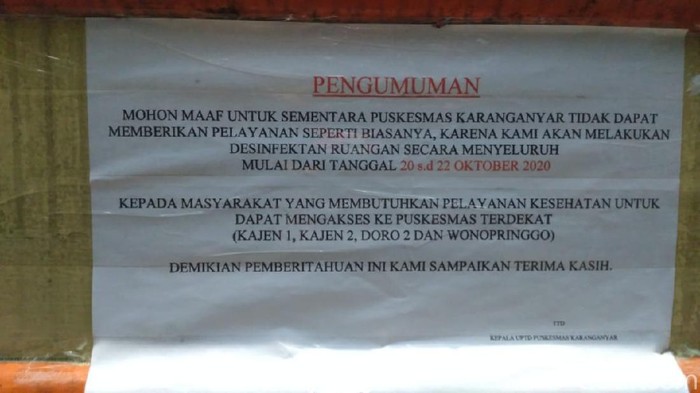 PENGUMUMAN
MOHON MAAF UNTUK SEMENTARA PUSKESMAS KARANGANYAR TIDAK DAPAT
MEMBERIKAN PELAYANAN SEPERTI BIASANYA, KARENA KAMI AKAN MELAKUKAN
DESINFEKTAN RUANGAN SECARA MENYELURUH
MULAI DARI TANGGAL 20 s.d 22 OKTOBER 2020
KEPADA MASYARAKAT YANG MEMBUTUHKAN PELAYANAN KESEHATAN UNTUK
DAPAT MENGAKSES KE PUSKESMAS TERDEKAT
(KAJEN 1, KAJEN 2, DORO 2 DAN WONOPRINGGO)
DEMIKIAN PEMBERITAHUAN INI KAMI SAMPAIKAN TERIMA KASIH.
TTD
KEPALA UPTD PUSKESMAS KARANGANYAR